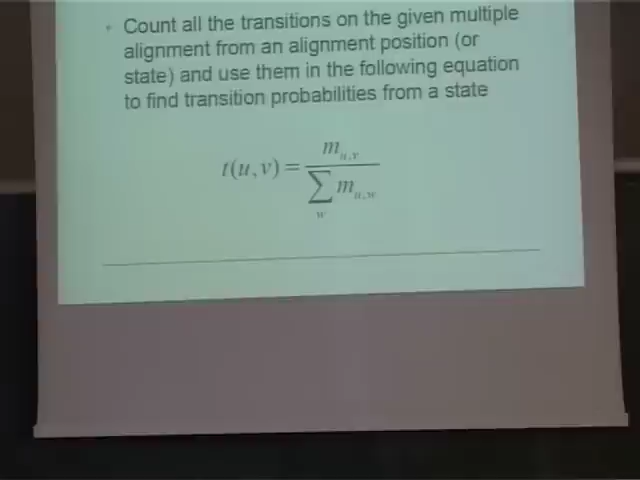 • Count all the transitions on the given multiple
alignment from an alignment position (or
state) and use them in the following equation
to find transition probabilities from a state
t(u,v) = m_{u,v} / \sum_w m_{u,w}